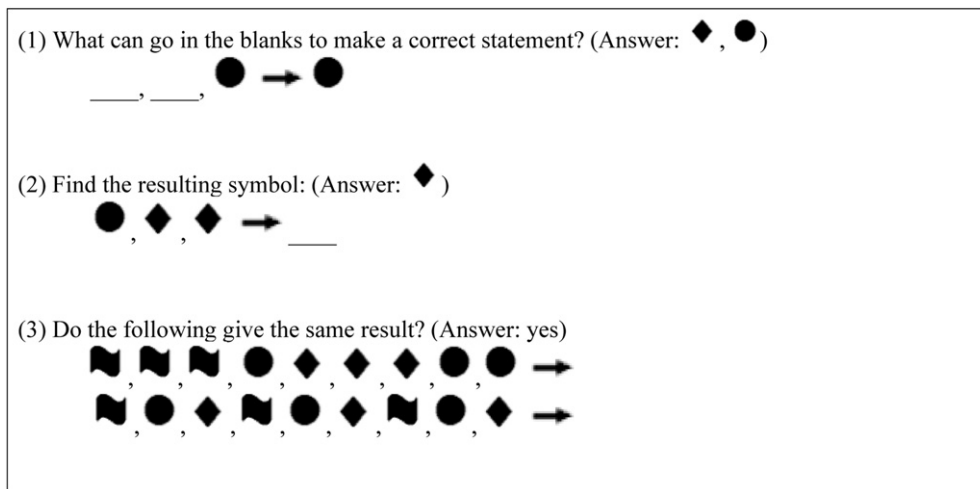 (1) What can go in the blanks to make a correct statement? (Answer: ◆ , ●)
____, ____, ● → ●
(2) Find the resulting symbol: (Answer: ◆ )
● , ◆ , ◆ → ____
(3) Do the following give the same result? (Answer: yes)